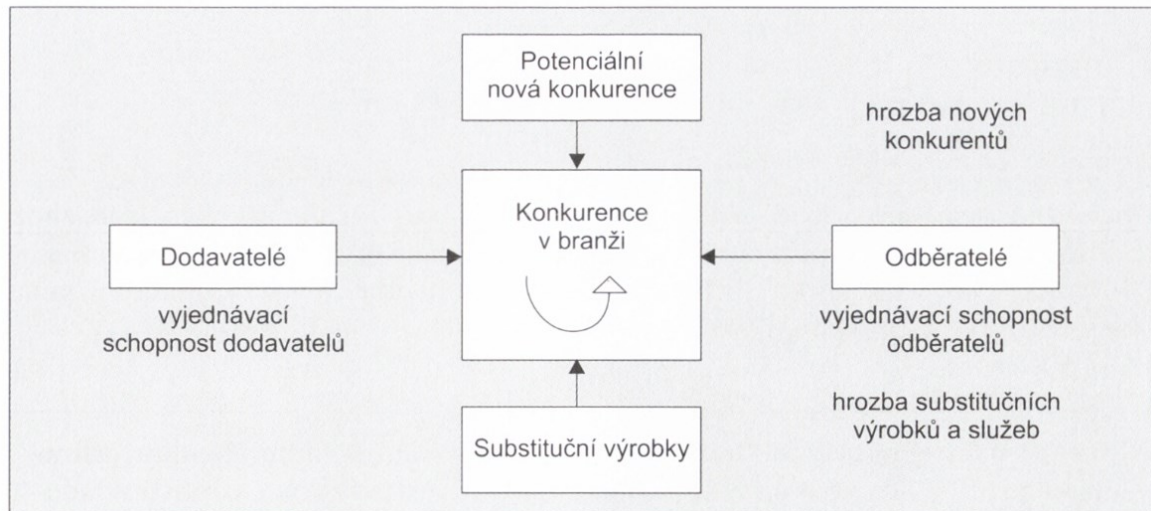 Potenciální
nová konkurence
hrozba nových
konkurentů
Konkurence
v branži
Dodavatelé
Odběratelé
vyjednávací
schopnost dodavatelů
vyjednávací schopnost
odběratelů
hrozba substitučních
výrobků a služeb
Substituční výrobky